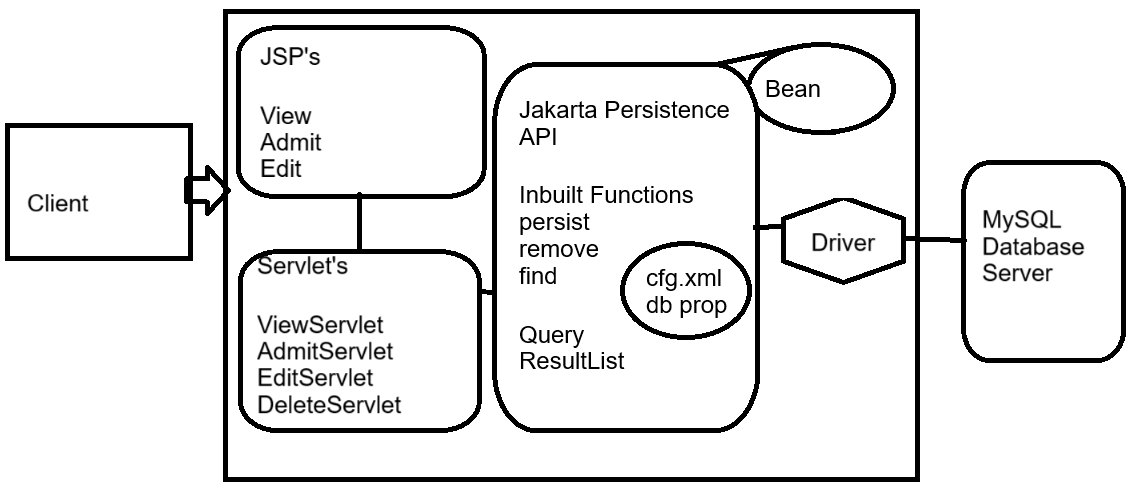 Client
JSP's
View
Admit
Edit
Servlet's
ViewServlet
AdmitServlet
EditServlet
DeleteServlet
Jakarta Persistence
API
Inbuilt Functions
persist
remove
find
Query
ResultList
cfg.xml
db prop
Bean
Driver
MySQL
Database
Server